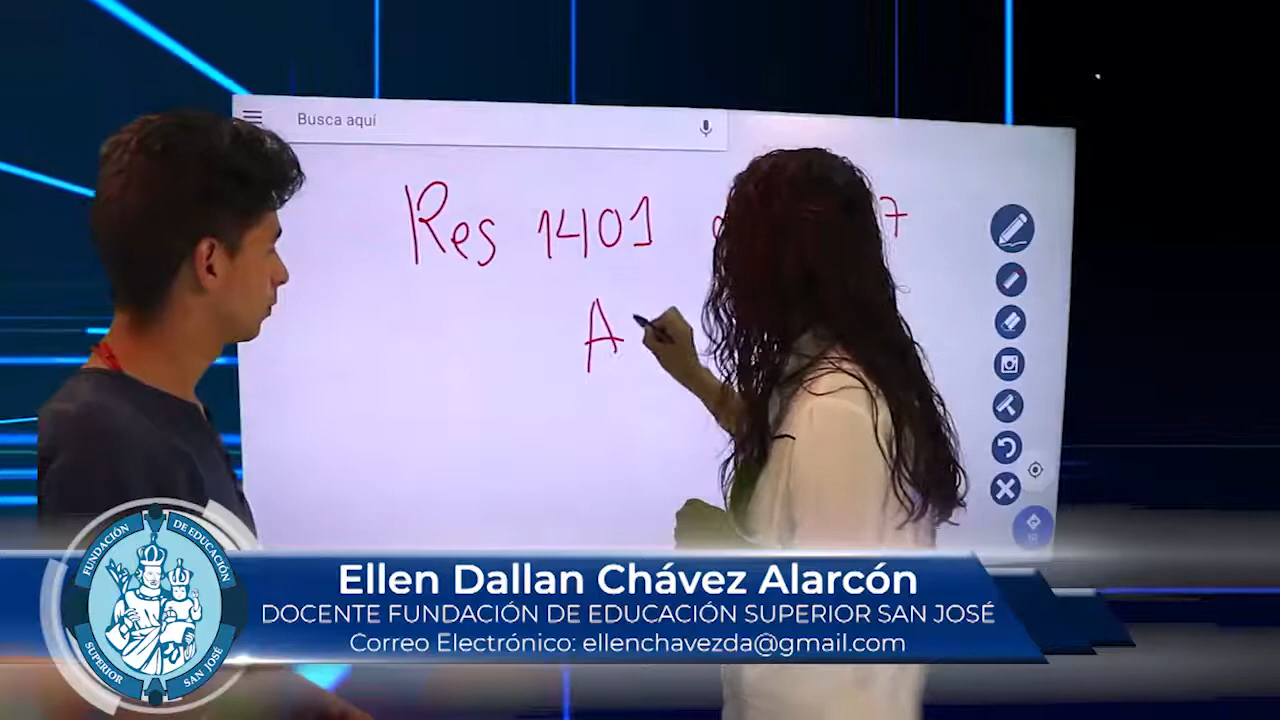 Busca aquí
Res 1401 7
A
Ellen Dallan Chávez Alarcón
DOCENTE FUNDACIÓN DE EDUCACIÓN SUPERIOR SAN JOSÉ
Correo Electrónico: ellenchavezda@gmail.com
FUNDACIÓN DE EDUCACIÓN
SUPERIOR SAN JOSÉ